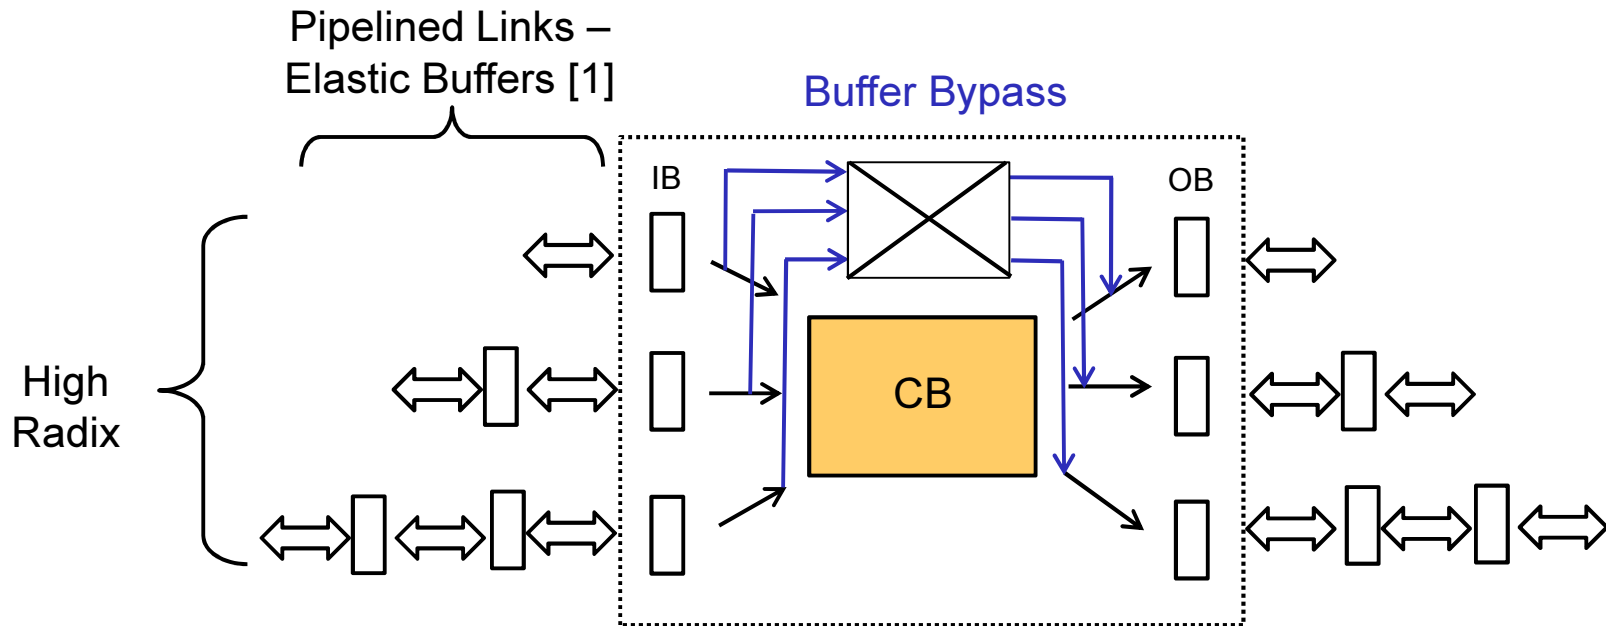 Pipelined Links –
Elastic Buffers [1]
Buffer Bypass
IB
OB
High
Radix
CB